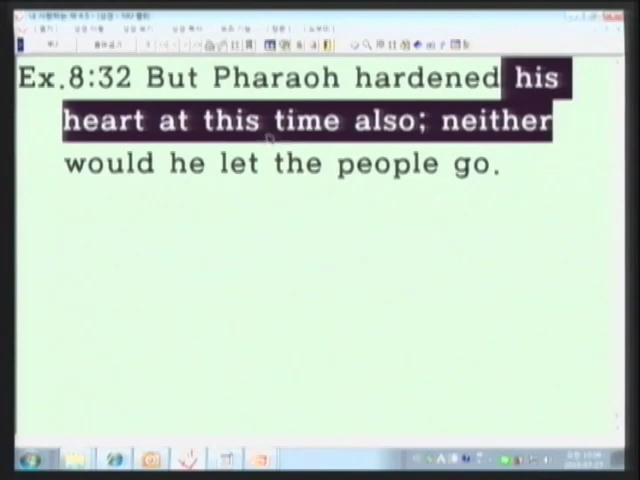 Ex.8:32 But Pharaoh hardened his
heart at this time also; neither
would he let the people go.